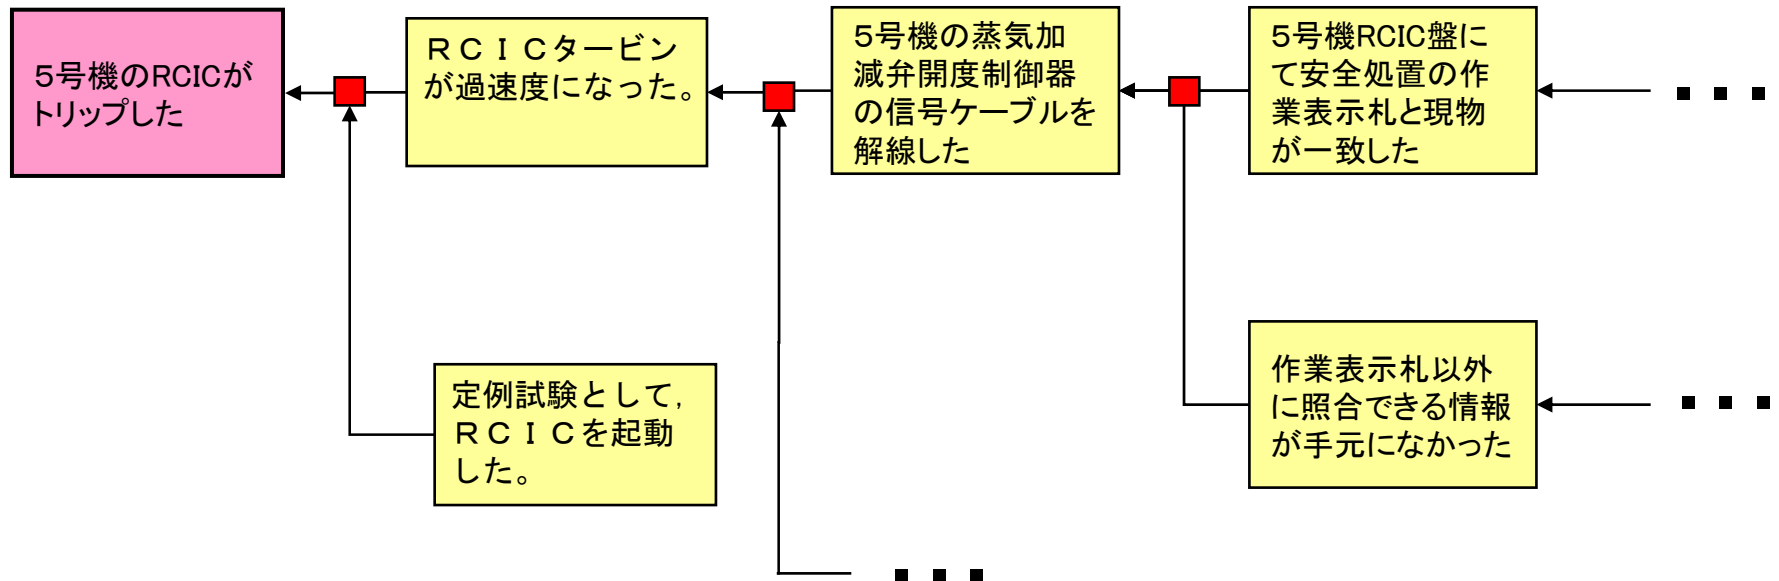 ５号機のRCICが
トリップした
ＲＣＩＣタービン
が過速度になった。
５号機の蒸気加
減弁開度制御器
の信号ケーブルを
解線した
５号機RCIC盤に
て安全処置の作
業表示札と現物
が一致した
・・・
定例試験として，
ＲＣＩＣを起動
した。
作業表示札以外
に照合できる情報
が手元になかった
・・・
・・・